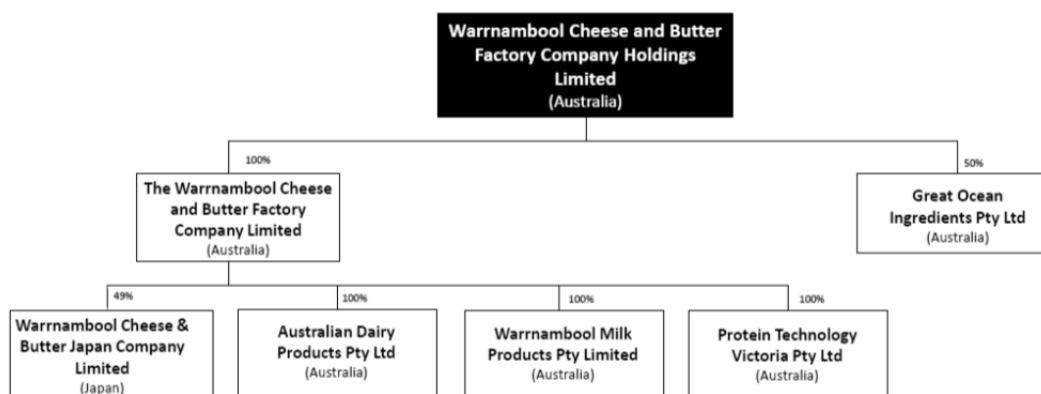 Warrnambool Cheese and Butter
Factory Company Holdings
Limited
(Australia)
100%
50%
The Warrnambool Cheese
and Butter Factory
Company Limited
(Australia)
Great Ocean
Ingredients Pty Ltd
(Australia)
49%
100%
100%
100%
Warrnambool Cheese &
Butter Japan Company
Limited
(Japan)
Australian Dairy
Products Pty Ltd
(Australia)
Warrnambool Milk
Products Pty Limited
(Australia)
Protein Technology
Victoria Pty Ltd
(Australia)